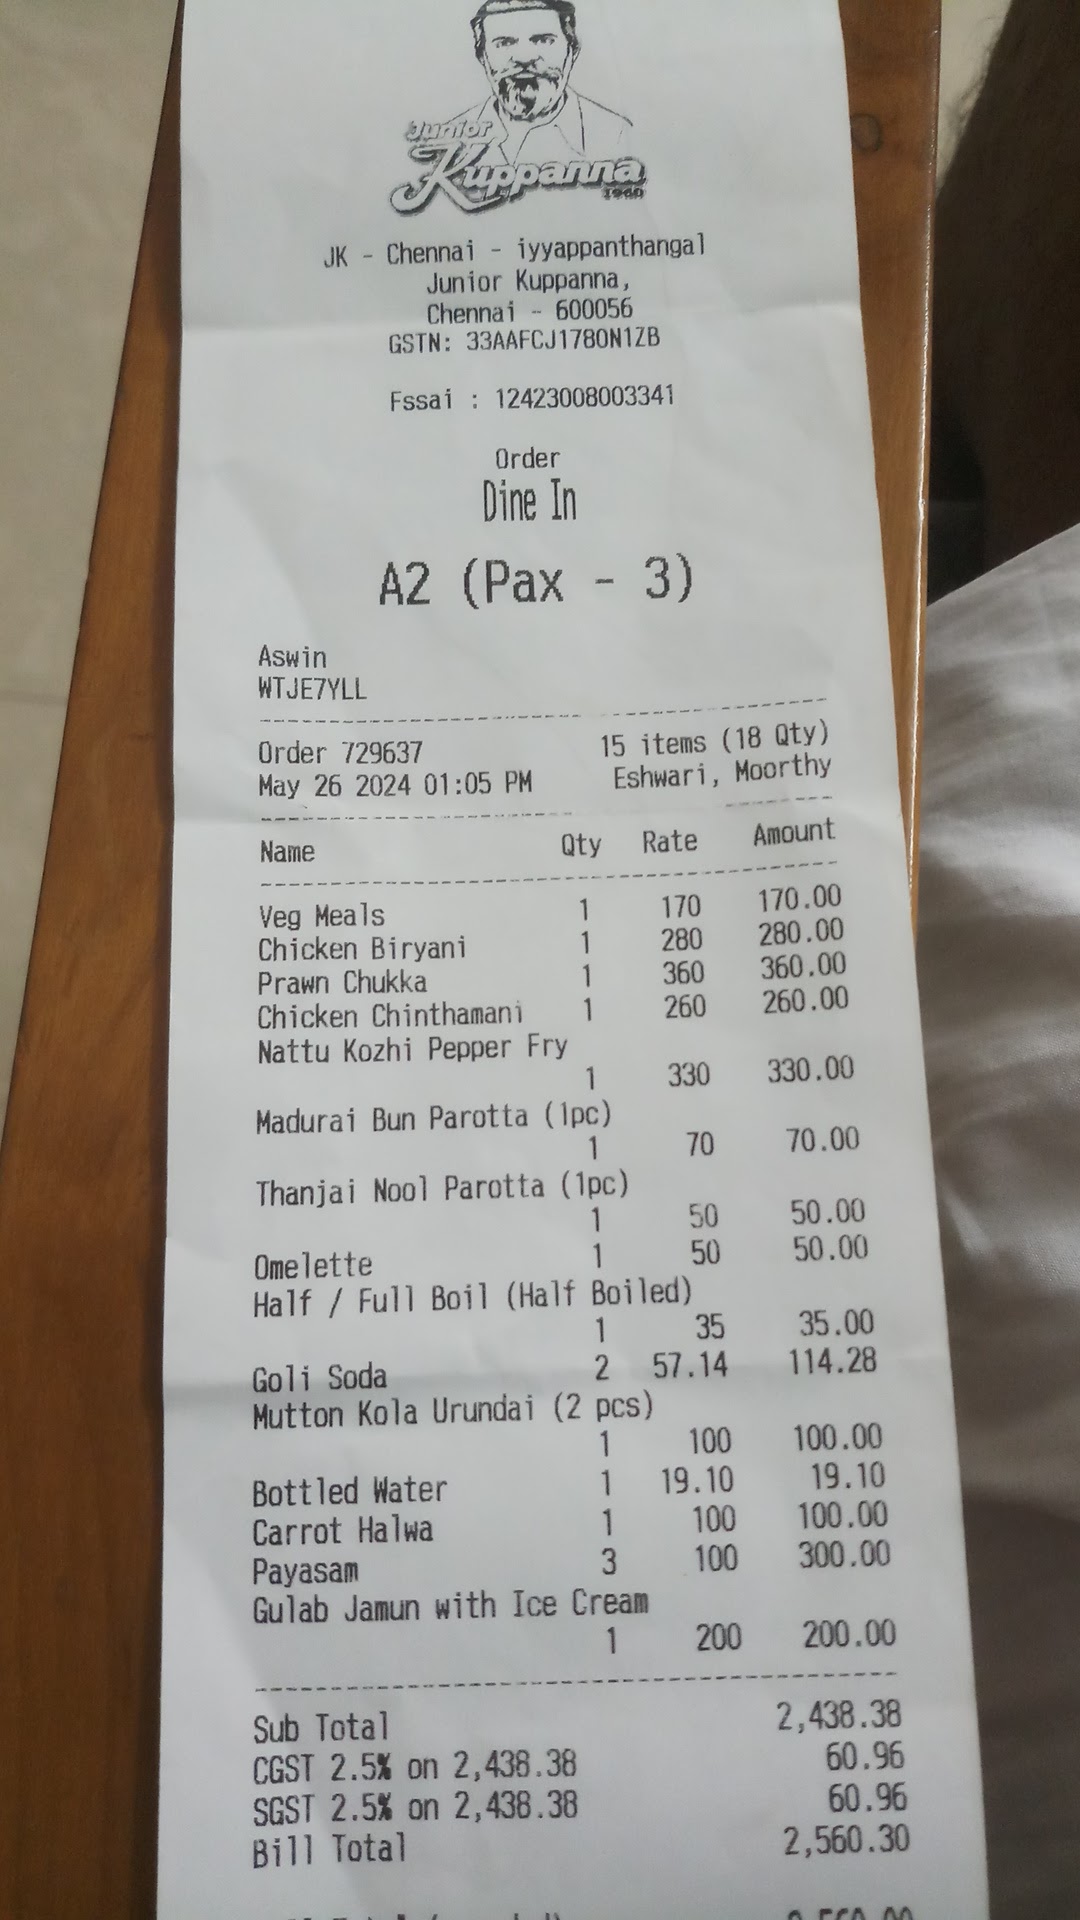 Junior
Kuppanna
1960
JK - Chennai - iyyappanthangal
Junior Kuppanna,
Chennai - 600056
GSTN: 33AAFCJ1780N1ZB
Fssai : 12423008003341
Order
Dine In
A2 (Pax - 3)
Aswin
WTJE7YLL
Order 729637 15 items (18 Qty)
May 26 2024 01:05 PM Eshwari, Moorthy
Name Qty Rate Amount
Veg Meals 1 170 170.00
Chicken Biryani 1 280 280.00
Prawn Chukka 1 360 360.00
Chicken Chinthamani 1 260 260.00
Nattu Kozhi Pepper Fry
1 330 330.00
Madurai Bun Parotta (1pc)
1 70 70.00
Thanjai Nool Parotta (1pc)
1 50 50.00
Omelette 1 50 50.00
Half / Full Boil (Half Boiled)
1 35 35.00
Goli Soda 2 57.14 114.28
Mutton Kola Urundai (2 pcs)
1 100 100.00
Bottled Water 1 19.10 19.10
Carrot Halwa 1 100 100.00
Payasam 3 100 300.00
Gulab Jamun with Ice Cream
1 200 200.00
Sub Total 2,438.38
CGST 2.5% on 2,438.38 60.96
SGST 2.5% on 2,438.38 60.96
Bill Total 2,560.30